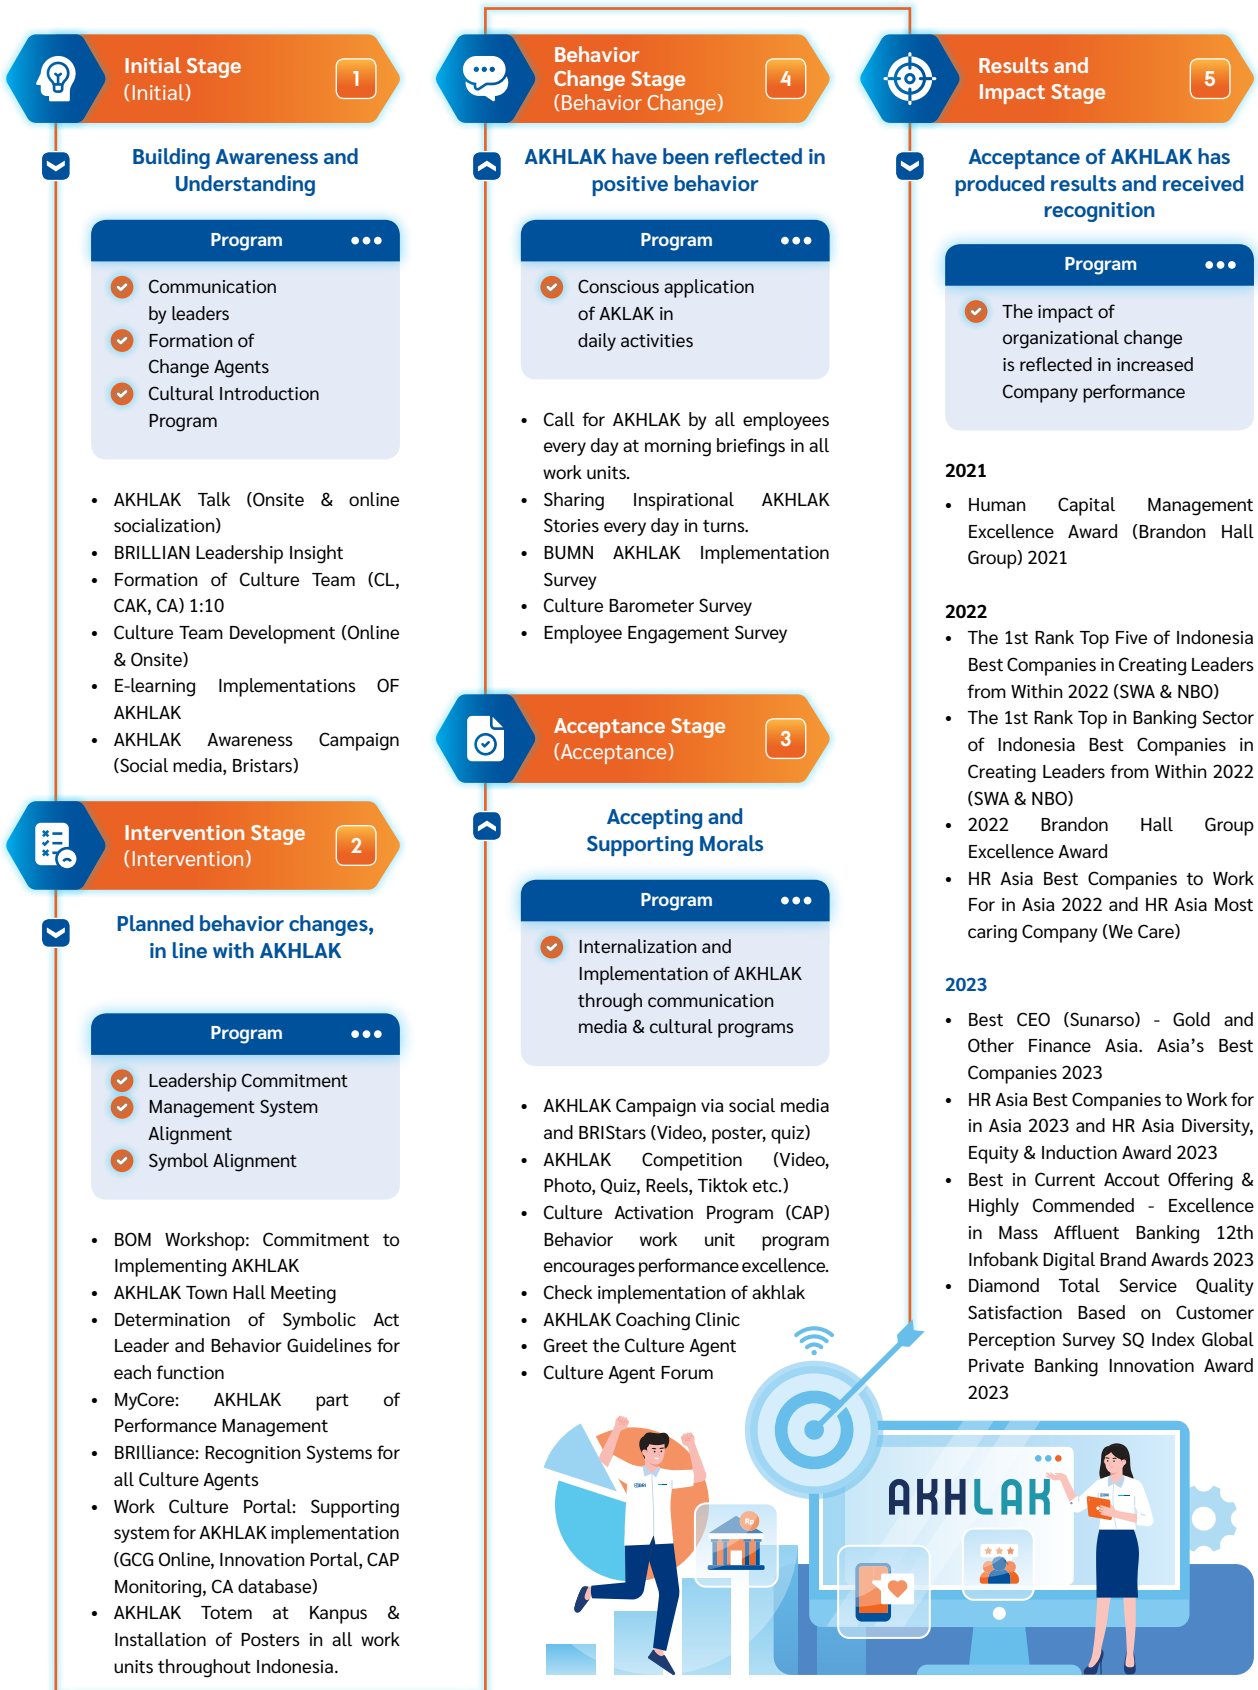 Initial Stage
(Initial)
1
Building Awareness and
Understanding
Program
Communication
by leaders
Formation of
Change Agents
Cultural Introduction
Program
• AKHLAK Talk (Onsite & online
socialization)
• BRILLIAN Leadership Insight
• Formation of Culture Team (CL,
CAK, CA) 1:10
• Culture Team Development (Online
& Onsite)
• E-learning Implementations OF
AKHLAK
• AKHLAK Awareness Campaign
(Social media, Bristars)
Intervention Stage
(Intervention)
2
Planned behavior changes,
in line with AKHLAK
Program
Leadership Commitment
Management System
Alignment
Symbol Alignment
• BOM Workshop: Commitment to
Implementing AKHLAK
• AKHLAK Town Hall Meeting
• Determination of Symbolic Act
Leader and Behavior Guidelines for
each function
• MyCore: AKHLAK part of
Performance Management
• BRIlliance: Recognition Systems for
all Culture Agents
• Work Culture Portal: Supporting
system for AKHLAK implementation
(GCG Online, Innovation Portal, CAP
Monitoring, CA database)
• AKHLAK Totem at Kanpus &
Installation of Posters in all work
units throughout Indonesia.
Behavior
Change Stage
(Behavior Change)
4
AKHLAK have been reflected in
positive behavior
Program
Conscious application
of AKLAK in
daily activities
• Call for AKHLAK by all employees
every day at morning briefings in all
work units.
• Sharing Inspirational AKHLAK
Stories every day in turns.
• BUMN AKHLAK Implementation
Survey
• Culture Barometer Survey
• Employee Engagement Survey
Acceptance Stage
(Acceptance)
3
Accepting and
Supporting Morals
Program
Internalization and
Implementation of AKHLAK
through communication
media & cultural programs
• AKHLAK Campaign via social media
and BRIStars (Video, poster, quiz)
• AKHLAK Competition (Video,
Photo, Quiz, Reels, Tiktok etc.)
• Culture Activation Program (CAP)
Behavior work unit program
encourages performance excellence.
• Check implementation of akhlak
• AKHLAK Coaching Clinic
• Greet the Culture Agent
• Culture Agent Forum
Results and
Impact Stage
5
Acceptance of AKHLAK has
produced results and received
recognition
Program
The impact of
organizational change
is reflected in increased
Company performance
2021
• Human Capital Management
Excellence Award (Brandon Hall
Group) 2021
2022
• The 1st Rank Top Five of Indonesia
Best Companies in Creating Leaders
from Within 2022 (SWA & NBO)
• The 1st Rank Top in Banking Sector
of Indonesia Best Companies in
Creating Leaders from Within 2022
(SWA & NBO)
• 2022 Brandon Hall Group
Excellence Award
• HR Asia Best Companies to Work
For in Asia 2022 and HR Asia Most
caring Company (We Care)
2023
• Best CEO (Sunarso) - Gold and
Other Finance Asia. Asia's Best
Companies 2023
• HR Asia Best Companies to Work for
in Asia 2023 and HR Asia Diversity,
Equity & Induction Award 2023
• Best in Current Accout Offering &
Highly Commended - Excellence
in Mass Affluent Banking 12th
Infobank Digital Brand Awards 2023
• Diamond Total Service Quality
Satisfaction Based on Customer
Perception Survey SQ Index Global
Private Banking Innovation Award
2023
BRI
Rp
AKHLAK